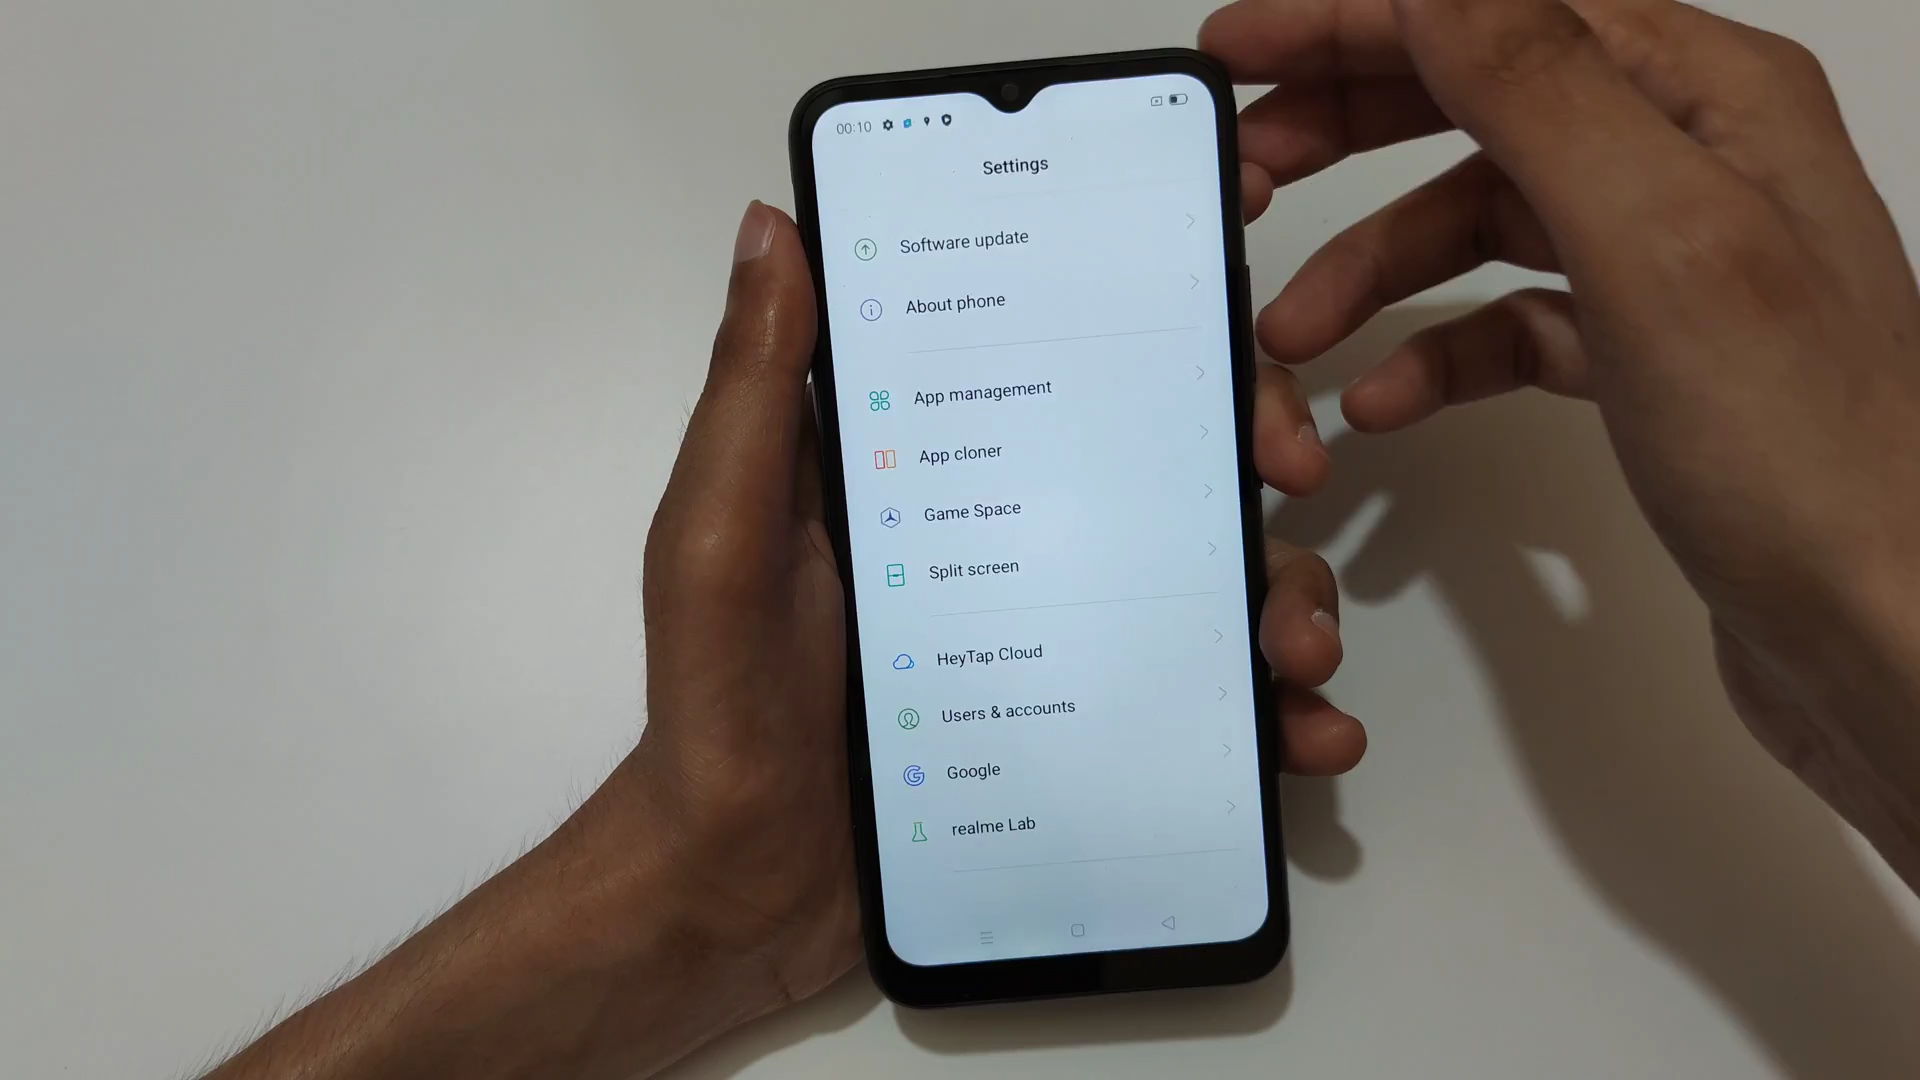 00:10
Settings
Software update
About phone
App management
App cloner
Game Space
Split screen
HeyTap Cloud
Users & accounts
Google
realme Lab